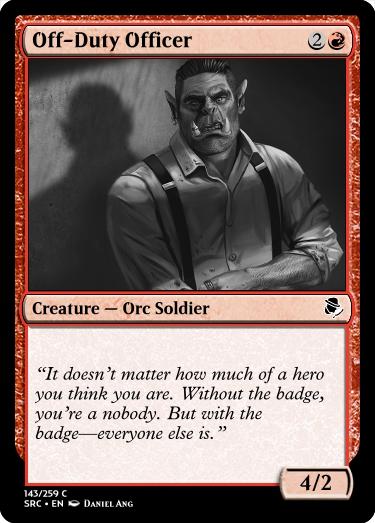 Off-Duty Officer 2
Creature — Orc Soldier
“It doesn’t matter how much of a hero
you think you are. Without the badge,
you’re a nobody. But with the
badge—everyone else is.”
4/2
143/259 C
SRC • EN Daniel Ang